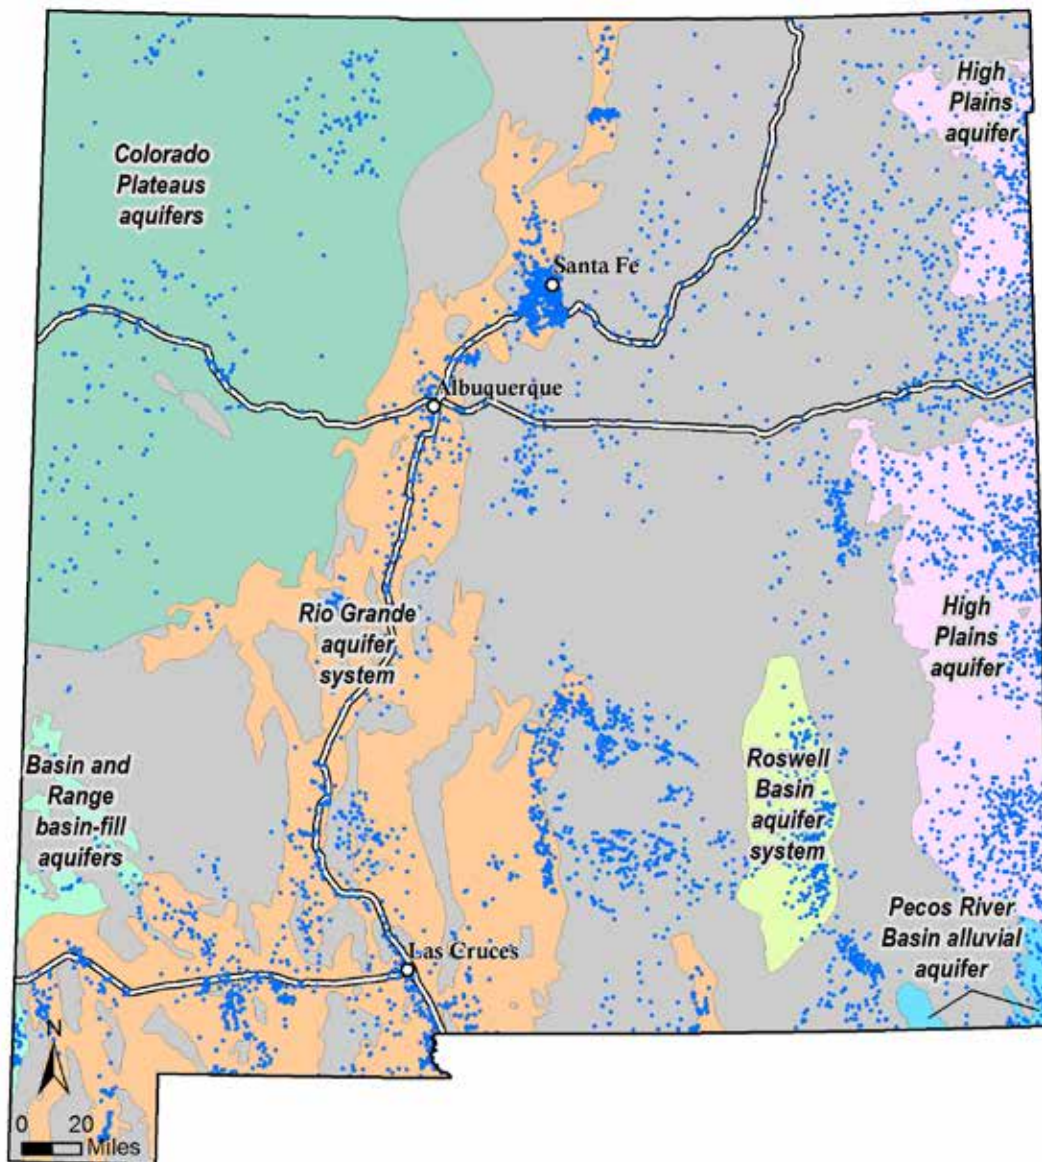 High
Plains
aquifer
Colorado
Plateaus
aquifers
Santa Fe
Albuquerque
Rio Grande
aquifer
system
High
Plains
aquifer
Basin and
Range
basin-fill
aquifers
Roswell
Basin
aquifer
system
Pecos River
Basin alluvial
aquifer
Las Cruces
N
0 20
Miles